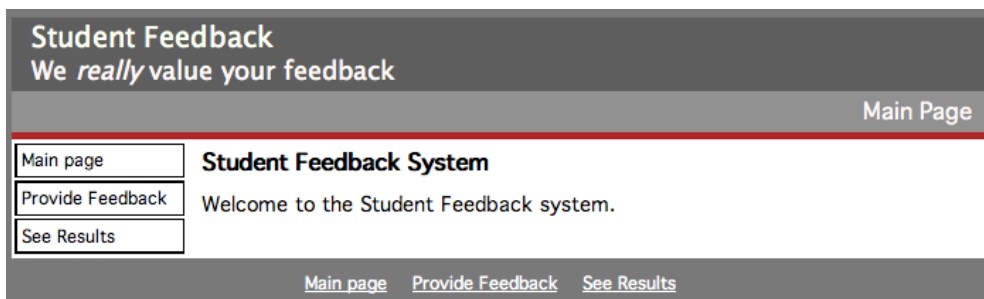 Student Feedback
We really value your feedback
Main Page
Main page
Student Feedback System
Provide Feedback
Welcome to the Student Feedback system.
See Results
Main page Provide Feedback See Results